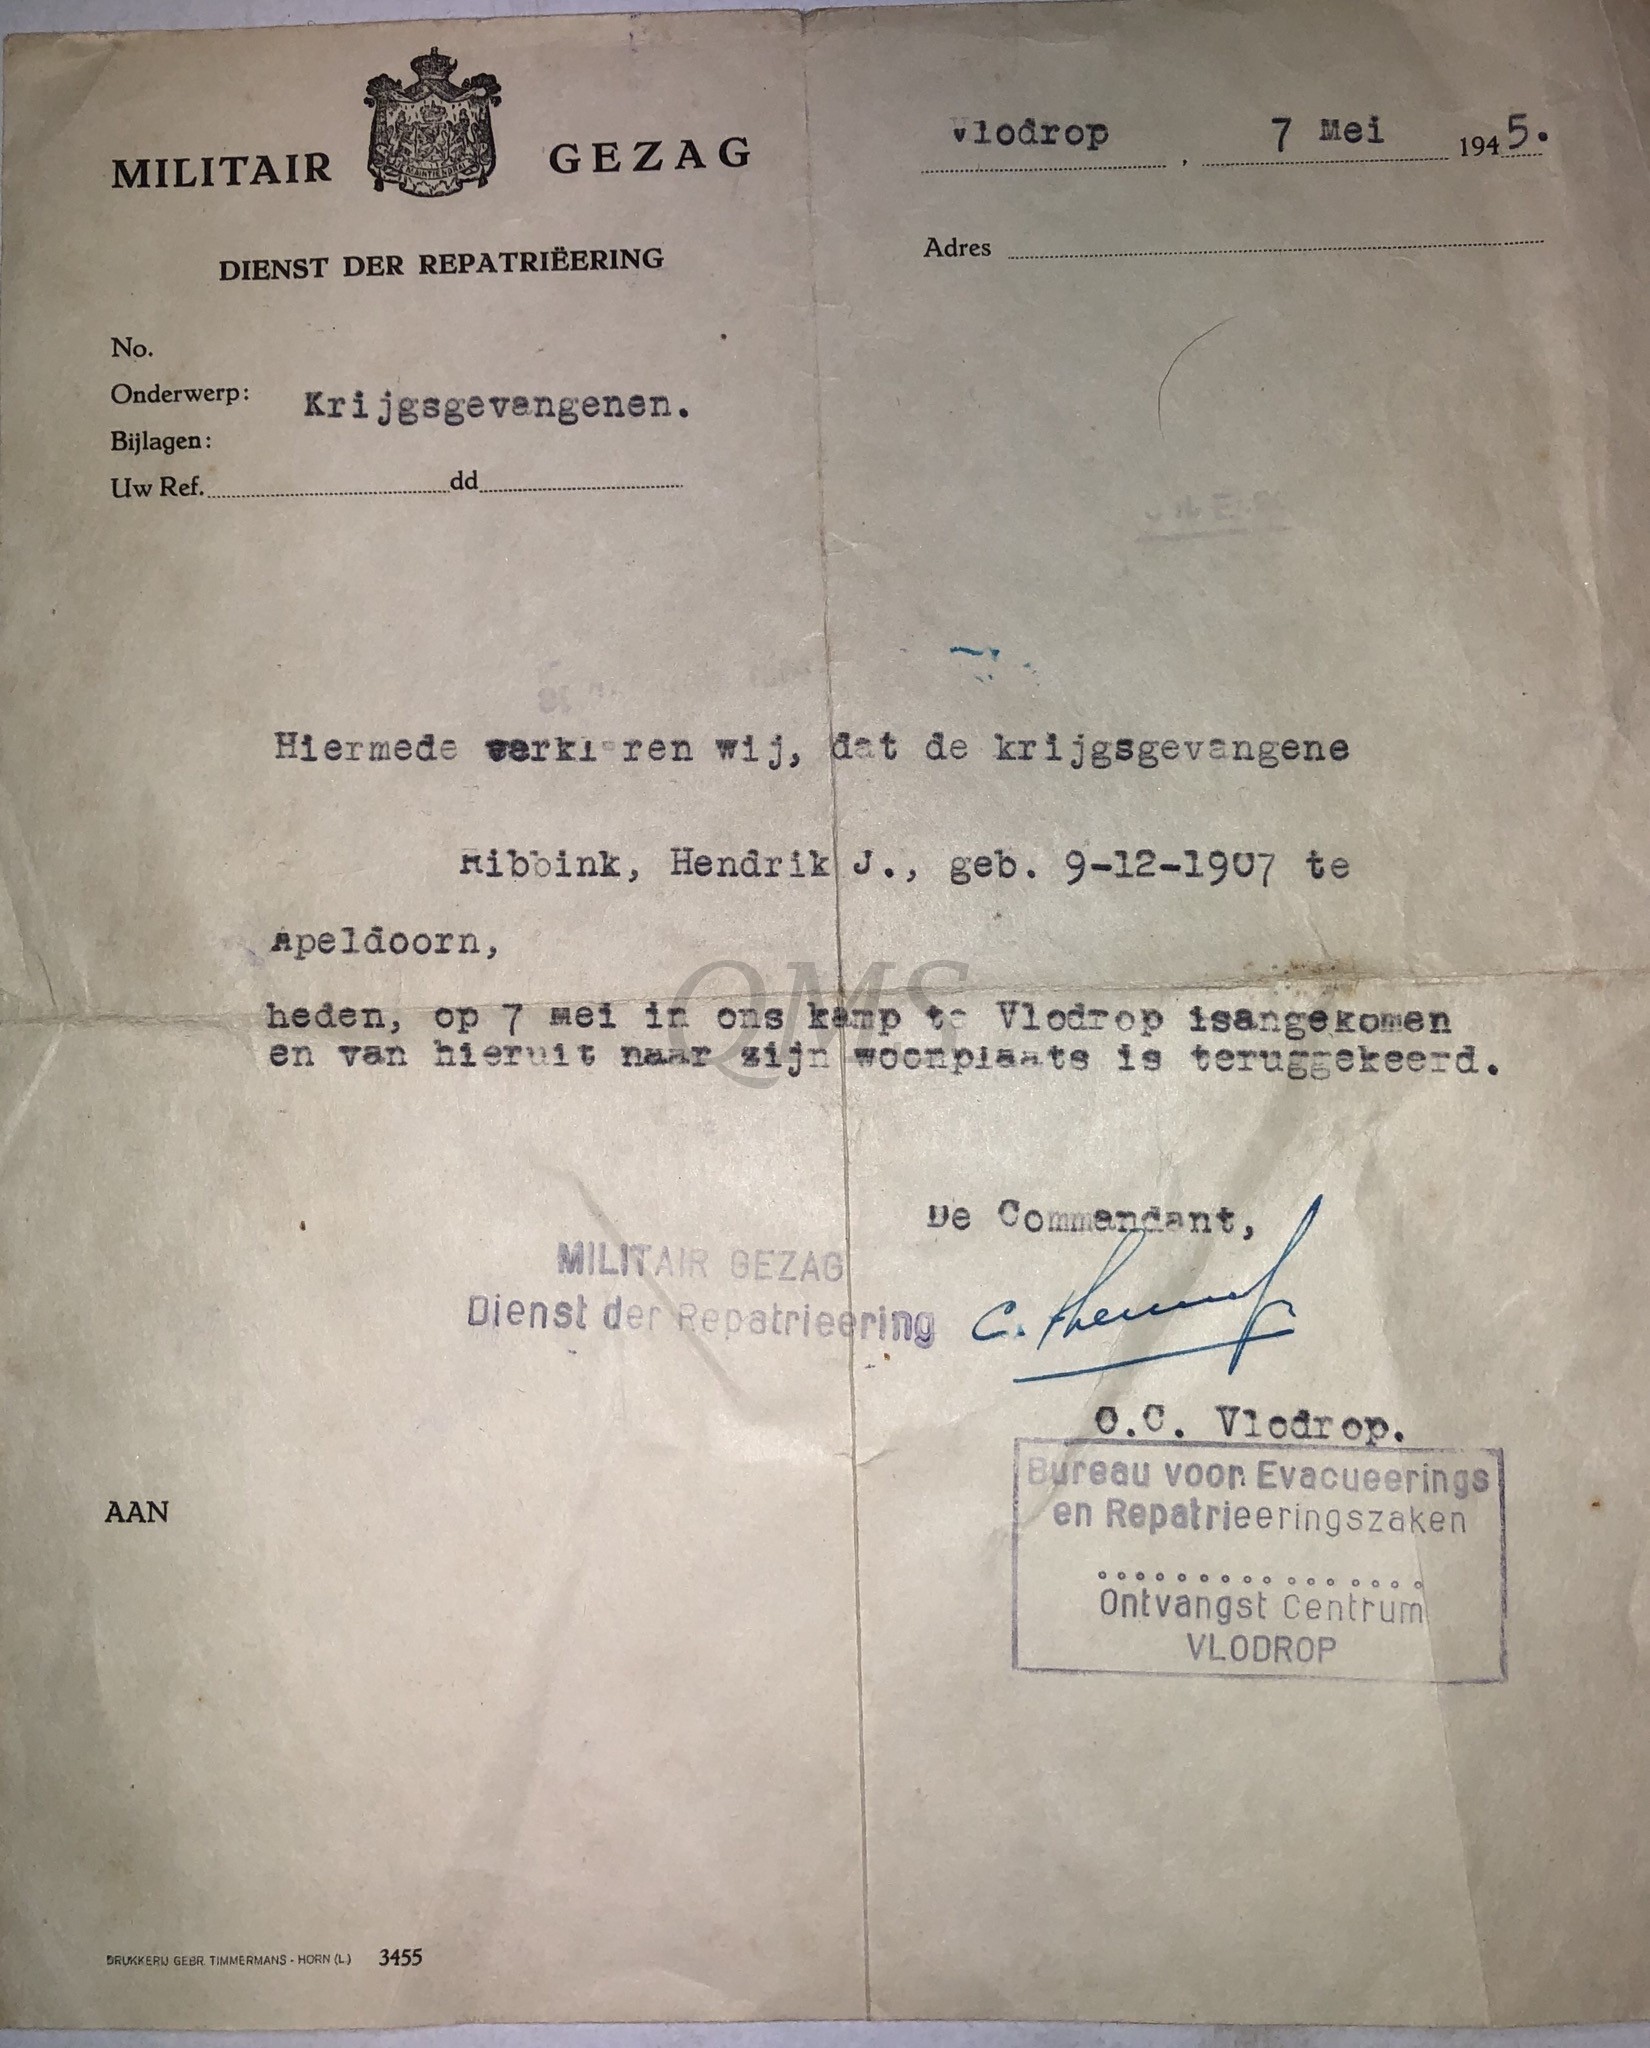 MILITAIR GEZAG
MAINTIENDRAI
DIENST DER REPATRIËERING
Vlodrop , 7 Mei 1945.
Adres
No.
Onderwerp: Krijgsgevangenen.
Bijlagen:
Uw Ref. dd
Hiermede verklaren wij, dat de krijgsgevangene
Ribbink, Hendrik J., geb. 9-12-1907 te
Apeldoorn,
QMS
heden, op 7 Mei in ons kamp te Vlodrop isangekomen
en van hieruit naar zijn woonplaats is teruggekeerd.
De Commandant,
MILITAIR GEZAG
Dienst der Repatrieering
C.
O.C. Vlodrop.
Bureau voor Evacueerings
en Repatrieeringszaken
Ontvangst Centrum
VLODROP
AAN
DRUKKERIJ GEBR. TIMMERMANS - HORN (L.) 3455